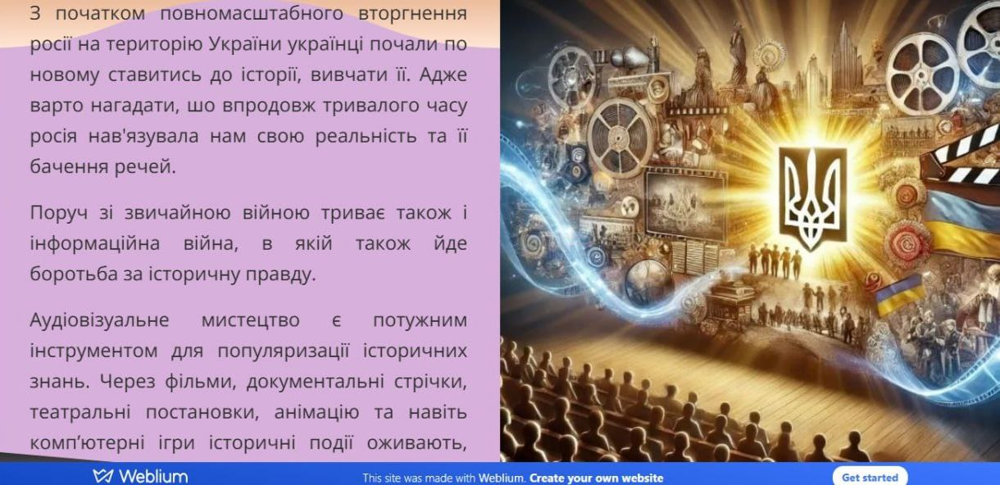 З початком повномасштабного вторгнення
росії на територію України українці почали по
новому ставитись до історії, вивчати її. Адже
варто нагадати, шо впродовж тривалого часу
росія нав'язувала нам свою реальність та її
бачення речей.
Поруч зі звичайною війною триває також і
інформаційна війна, в якій також йде
боротьба за історичну правду.
Аудіовізуальне мистецтво є потужним
інструментом для популяризації історичних
знань. Через фільми, документальні стрічки,
театральні постановки, анімацію та навіть
комп’ютерні ігри історичні події оживають,
Weblium
This site was made with Weblium. Create your own website
Get started